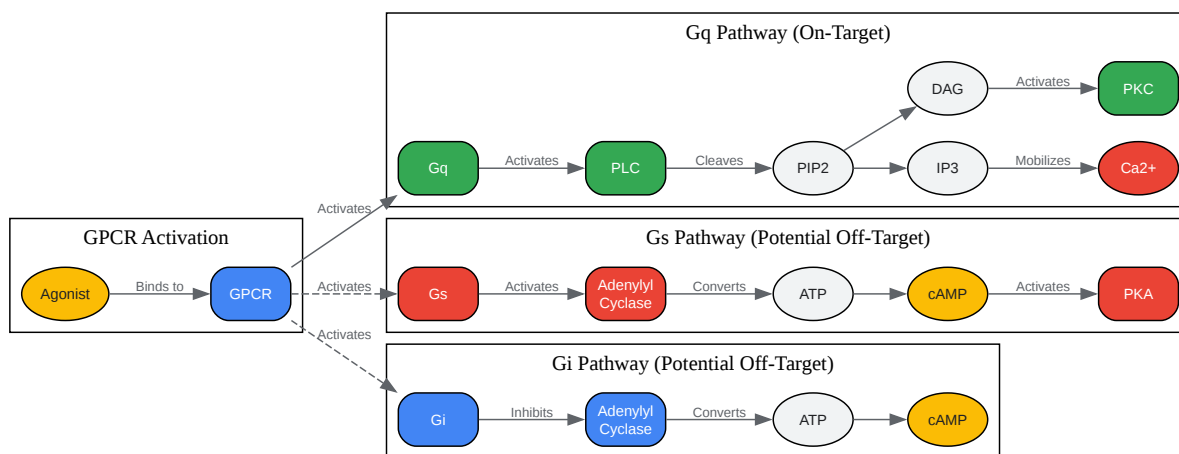 Gq Pathway (On-Target)
DAG
Activates
PKC
Gq
Activates
PLC
Cleaves
PIP2
IP3
Mobilizes
Ca2+
Activates
GPCR Activation
Agonist
Binds to
GPCR
Activates
Gs Pathway (Potential Off-Target)
Gs
Activates
Adenylyl
Cyclase
Converts
ATP
cAMP
Activates
PKA
Activates
Gi Pathway (Potential Off-Target)
Gi
Inhibits
Adenylyl
Cyclase
Converts
ATP
cAMP